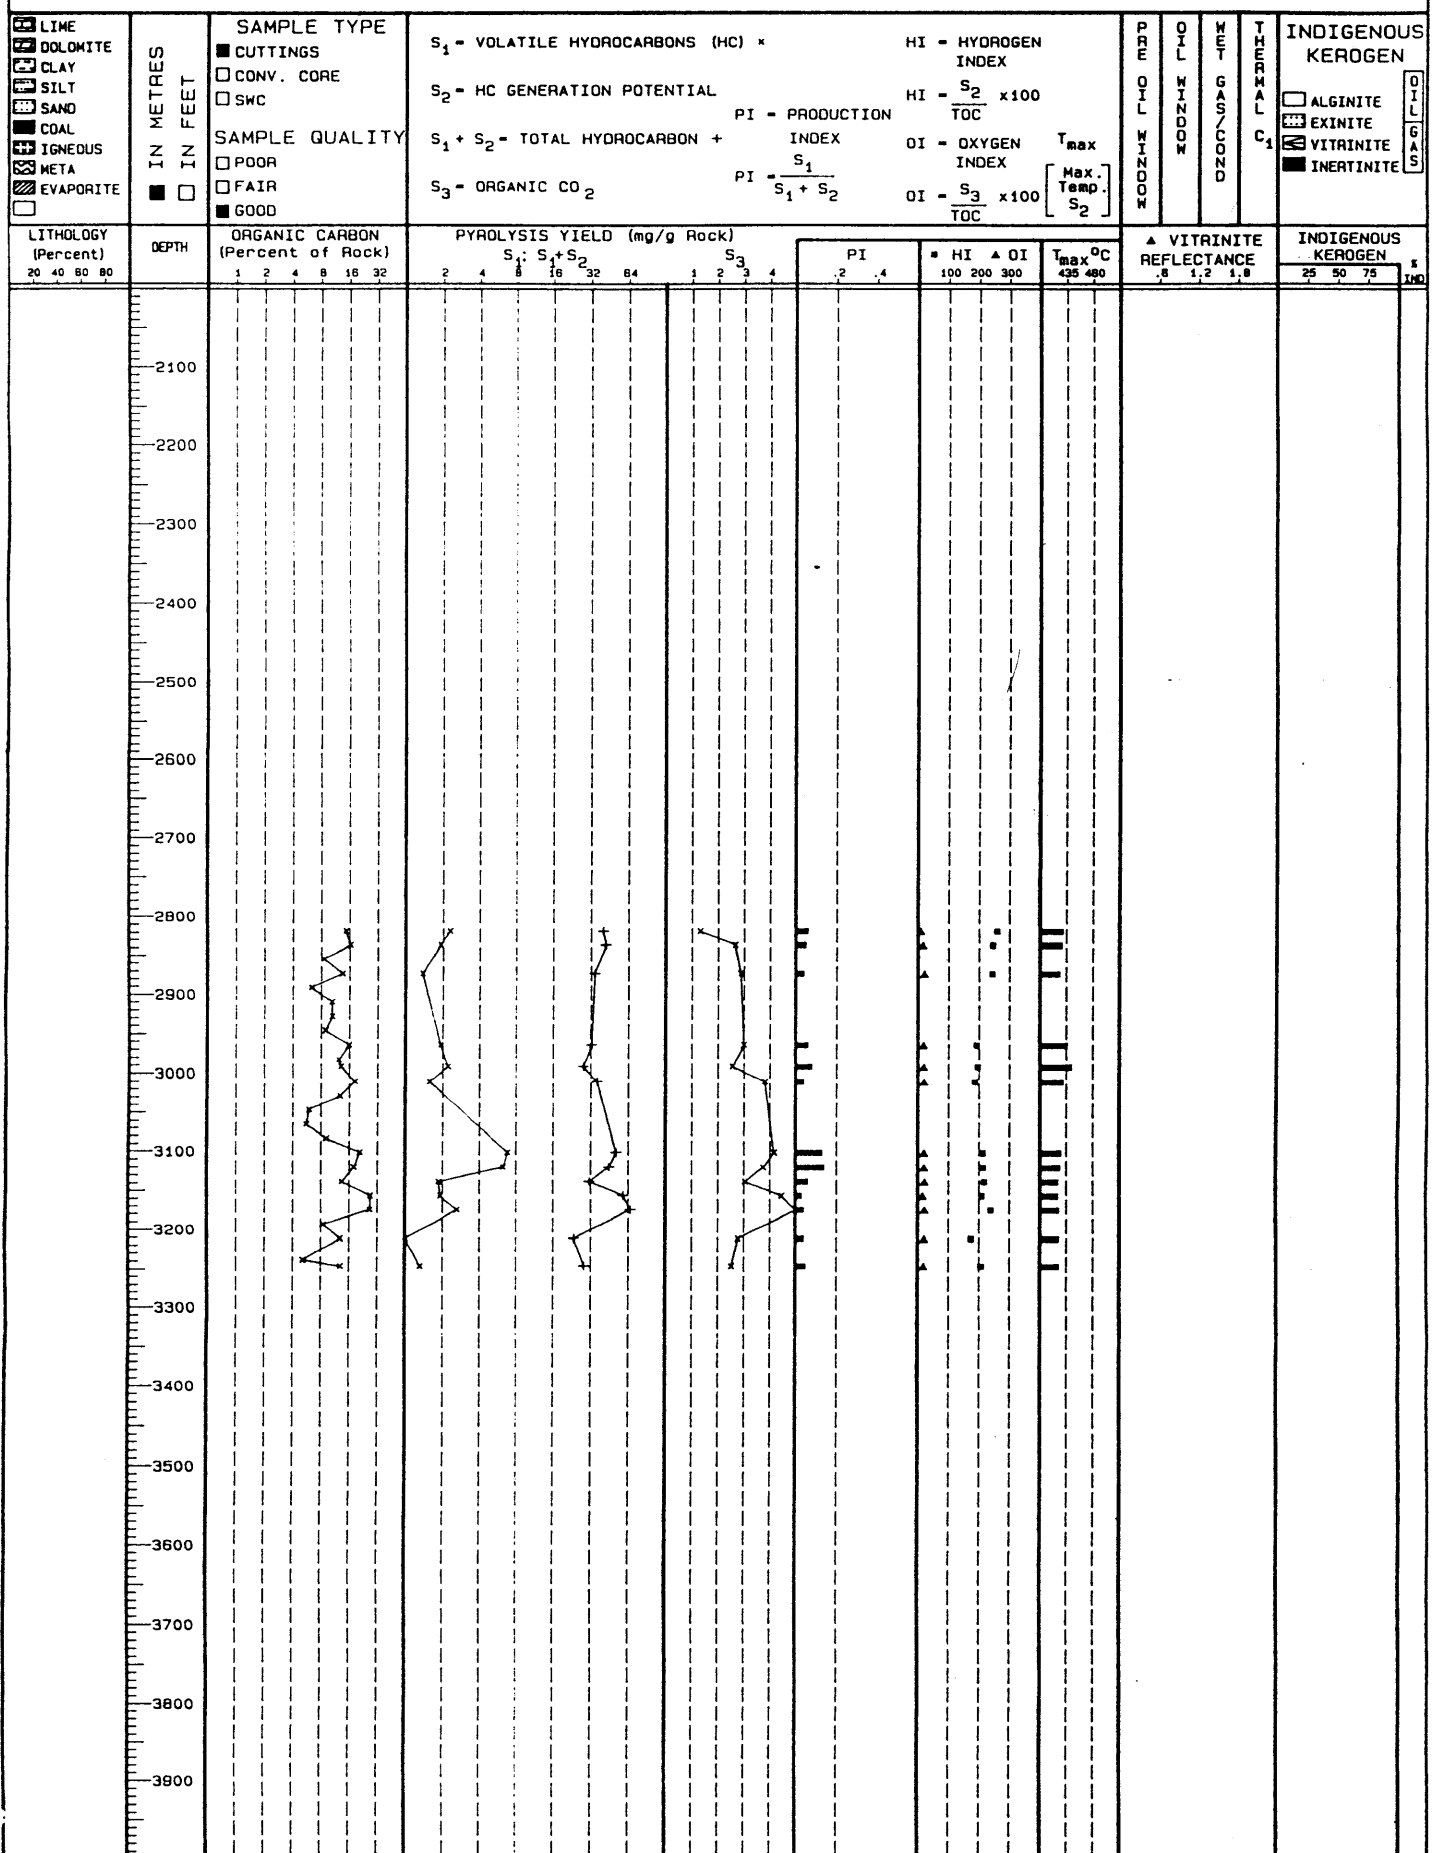 LIME
DOLOMITE
CLAY
SILT
SAND
COAL
IGNEOUS
META
EVAPORITE
IN METRES
IN FEET
SAMPLE TYPE
CUTTINGS
CONV. CORE
SWC
SAMPLE QUALITY
POOR
FAIR
GOOD
S1 = VOLATILE HYDROCARBONS (HC) ×
S2 = HC GENERATION POTENTIAL
S1 + S2 = TOTAL HYDROCARBON +
S3 = ORGANIC CO2
PI = PRODUCTION
INDEX
PI = S1
S1 + S2
HI = HYDROGEN
INDEX
HI = S2 ×100
TOC
OI = OXYGEN
INDEX
OI = S3 ×100
TOC
Tmax
[Max.
Temp.
S2]
PRE OIL WINDOW
OIL WINDOW
WET GAS/COND
THERMAL C1
INDIGENOUS
KEROGEN
ALGINITE
EXINITE
VITRINITE
INERTINITE
OIL
GAS
LITHOLOGY
(Percent)
20 40 60 80
DEPTH
ORGANIC CARBON
(Percent of Rock)
1 2 4 8 16 32
PYROLYSIS YIELD (mg/g Rock)
S1: S1+S2
2 4 8 16 32 64
S3
1 2 3 4
PI
.2 .4
■ HI ▲ OI
100 200 300
Tmax°C
435 460
▲ VITRINITE
REFLECTANCE
.6 1.2 1.8
INDIGENOUS
KEROGEN
25 50 75
% IND
2100
2200
2300
2400
2500
2600
2700
2800
2900
3000
3100
3200
3300
3400
3500
3600
3700
3800
3900